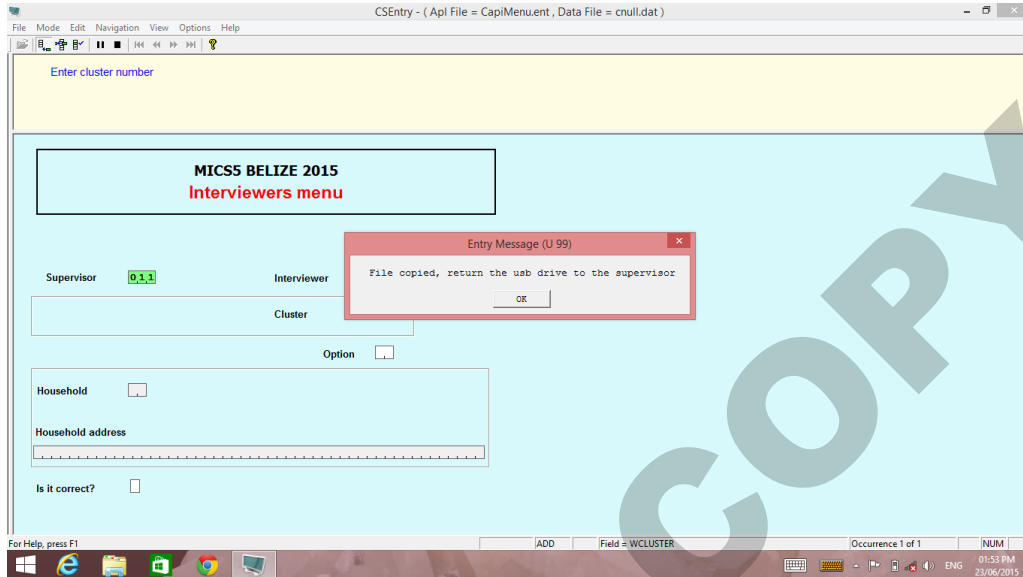 CSEntry - ( Apl File = CapiMenu.ent , Data File = cnull.dat )
File Mode Edit Navigation View Options Help
Enter cluster number
MICS5 BELIZE 2015
Interviewers menu
Entry Message (U 99)
File copied, return the usb drive to the supervisor
OK
Supervisor 011 Interviewer
Cluster
Option
Household
Household address
Is it correct?
COPY
For Help, press F1 ADD Field = WCLUSTER Occurrence 1 of 1 NUM
ENG 01:53 PM
23/06/2015